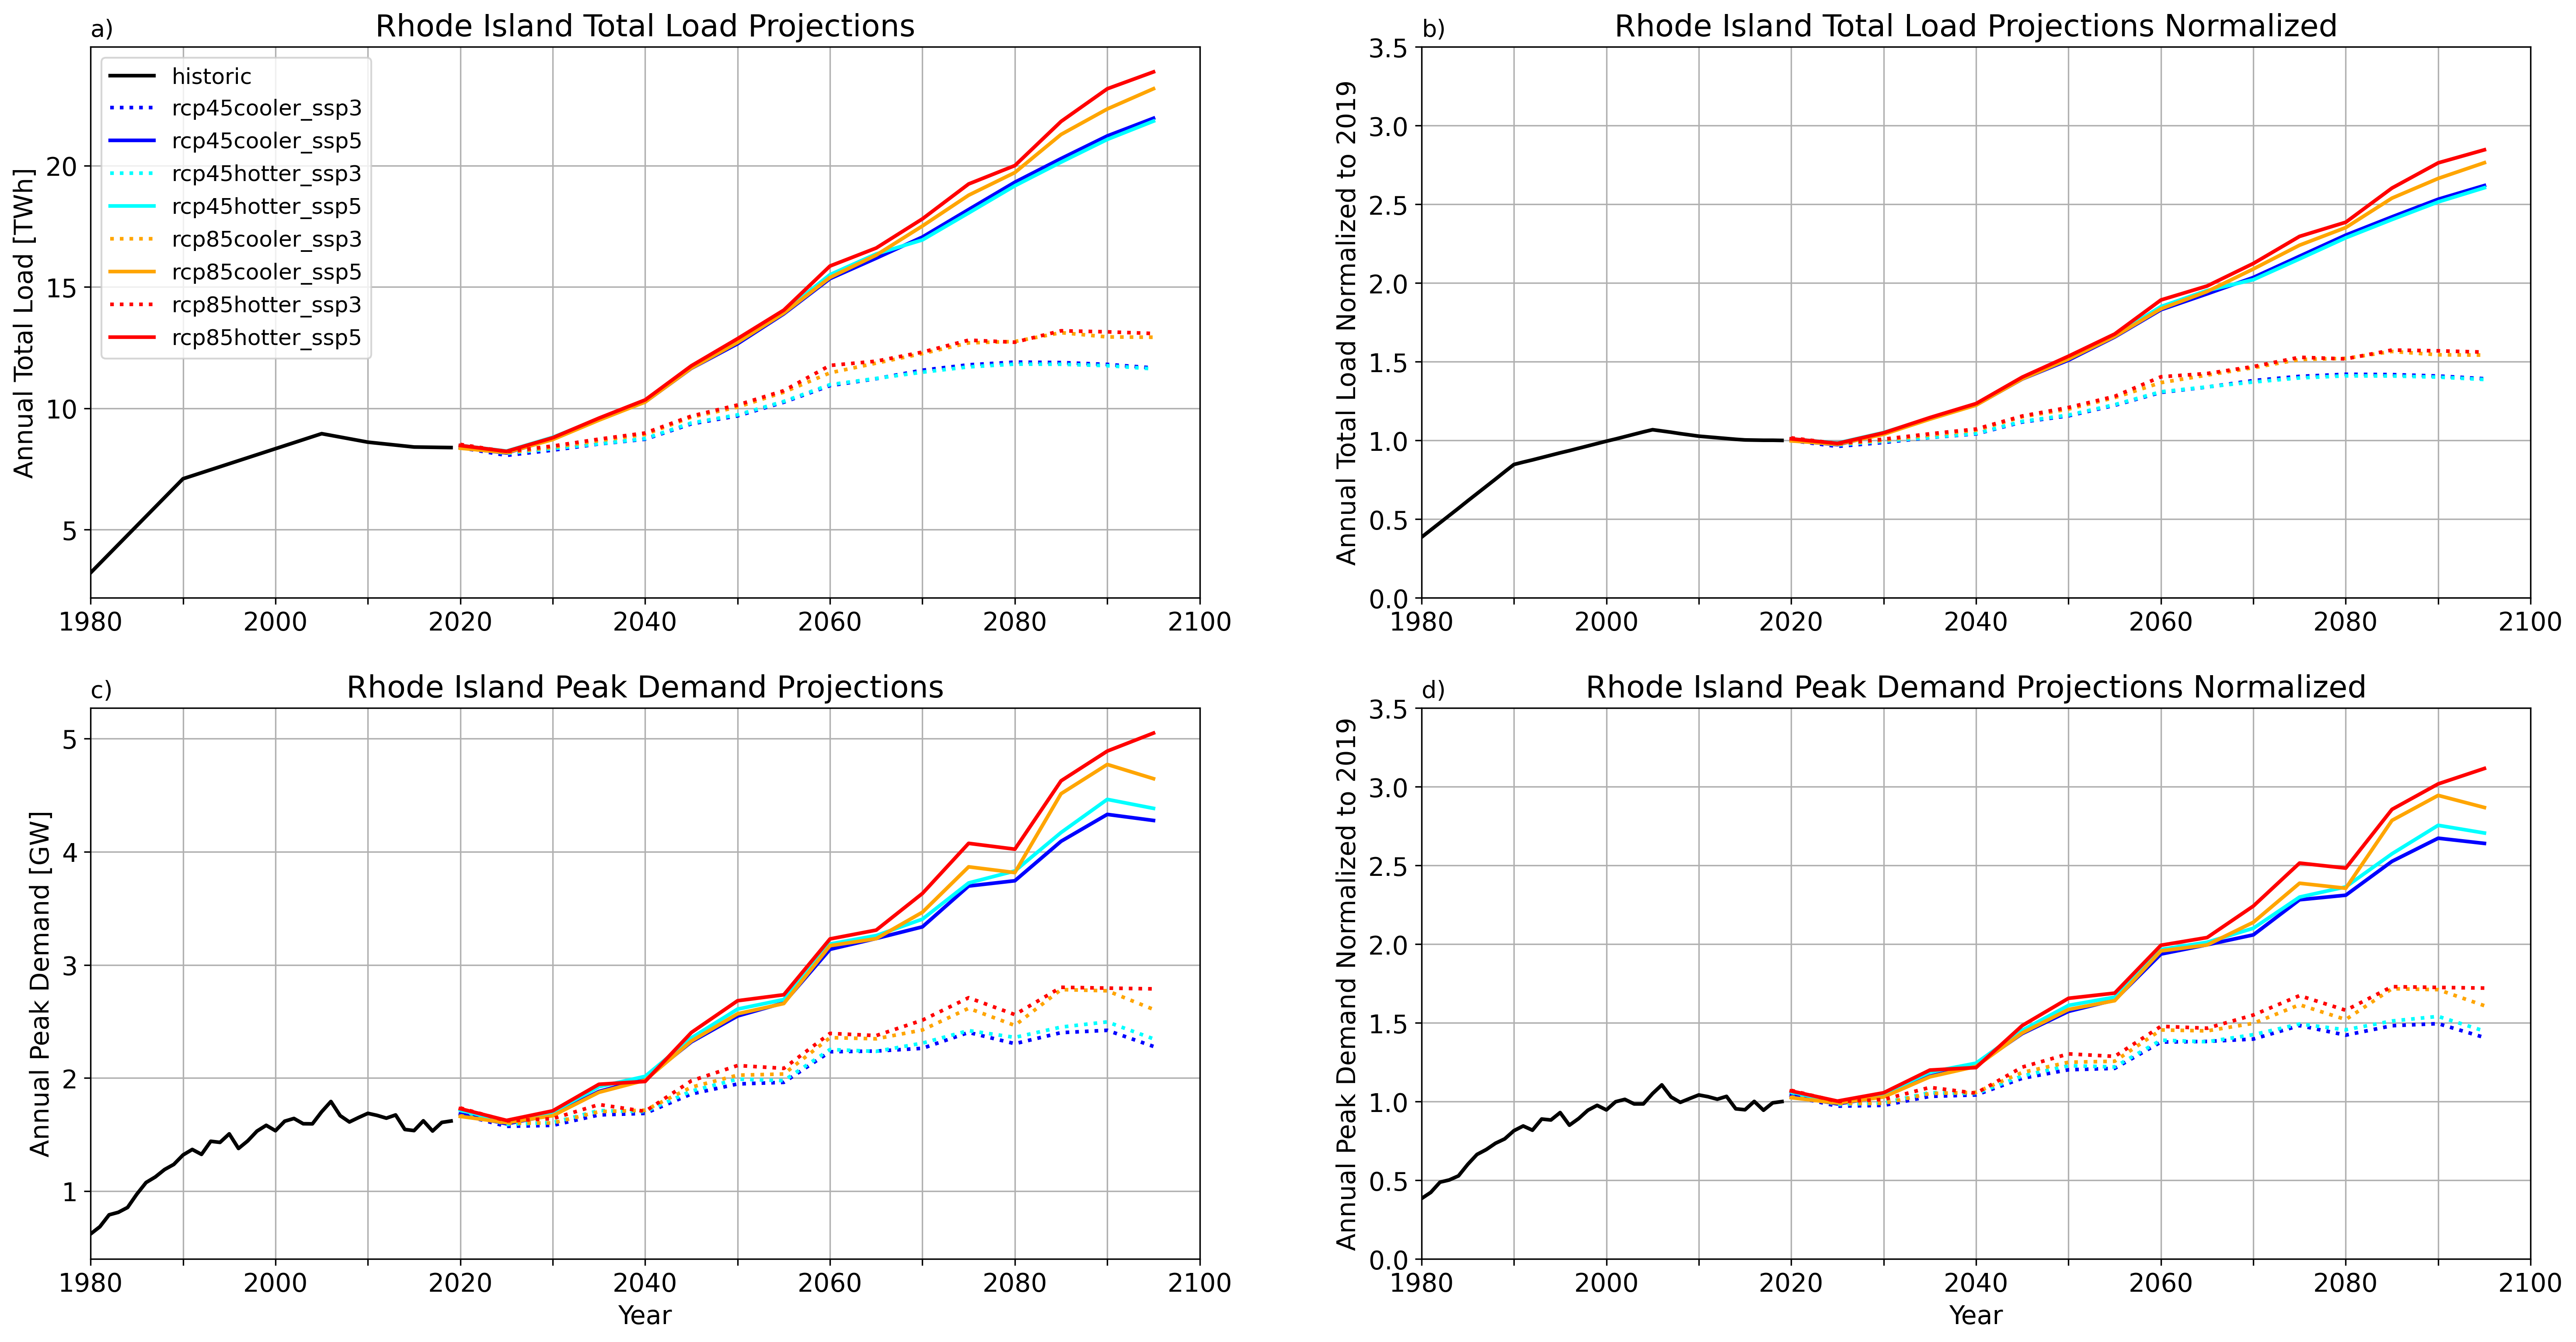 a)
Rhode Island Total Load Projections
Annual Total Load [TWh]
20
15
10
5
historic
rcp45cooler_ssp3
rcp45cooler_ssp5
rcp45hotter_ssp3
rcp45hotter_ssp5
rcp85cooler_ssp3
rcp85cooler_ssp5
rcp85hotter_ssp3
rcp85hotter_ssp5
1980 2000 2020 2040 2060 2080 2100
b)
Rhode Island Total Load Projections Normalized
Annual Total Load Normalized to 2019
3.5
3.0
2.5
2.0
1.5
1.0
0.5
0.0
1980 2000 2020 2040 2060 2080 2100
c)
Rhode Island Peak Demand Projections
Annual Peak Demand [GW]
5
4
3
2
1
1980 2000 2020 2040 2060 2080 2100
Year
d)
Rhode Island Peak Demand Projections Normalized
Annual Peak Demand Normalized to 2019
3.5
3.0
2.5
2.0
1.5
1.0
0.5
0.0
1980 2000 2020 2040 2060 2080 2100
Year